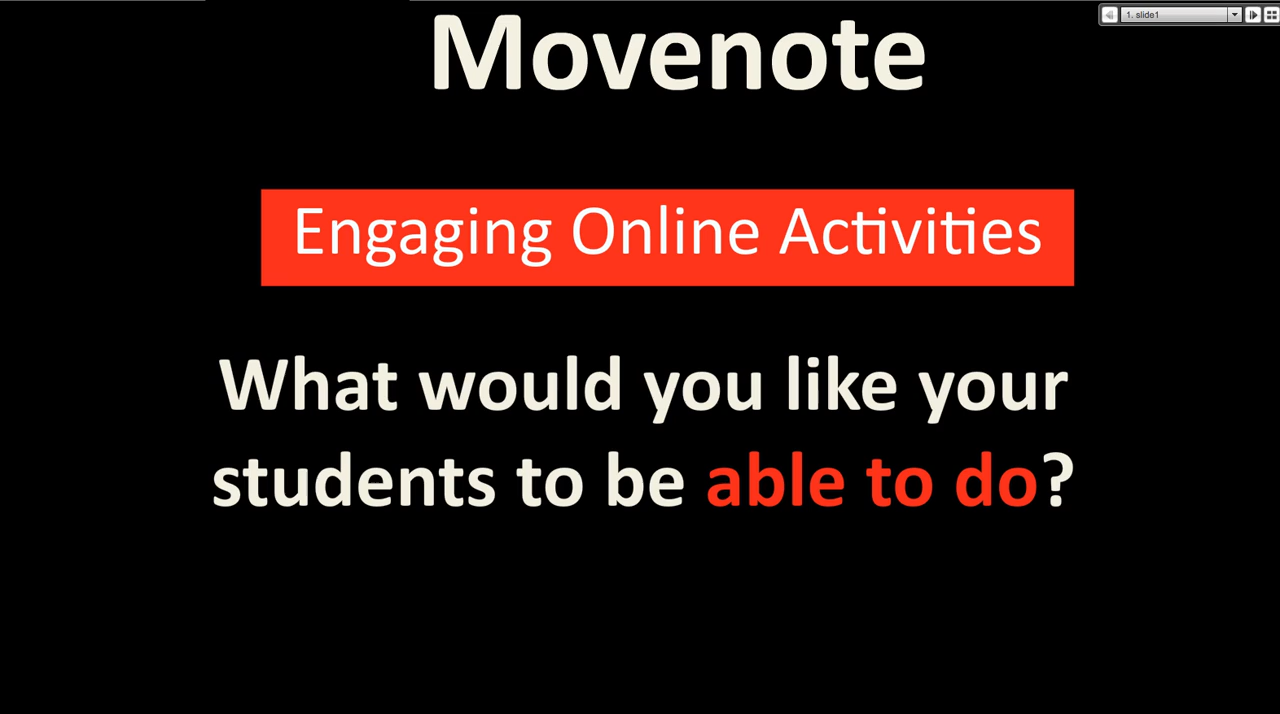 1. slide1
Movenote
Engaging Online Activities
What would you like your
students to be able to do?